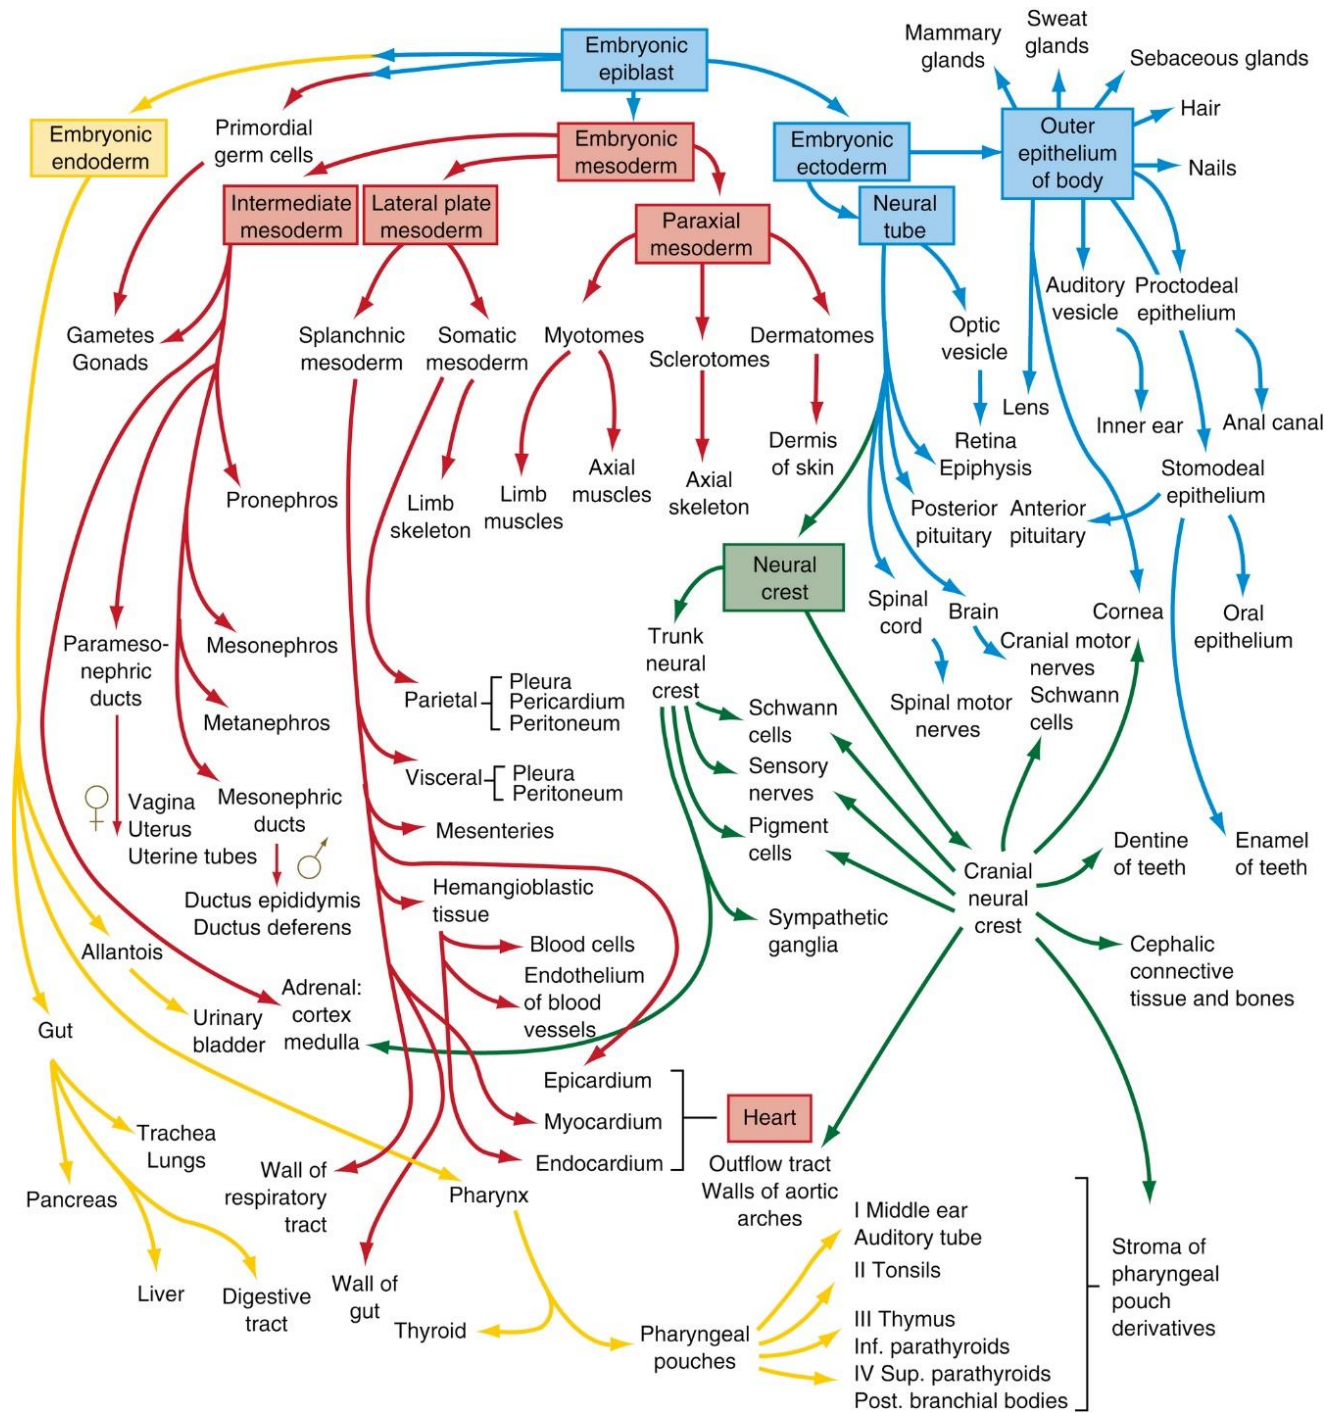 Embryonic
epiblast
Mammary
glands
Sweat
glands
Sebaceous glands
Hair
Nails
Embryonic
endoderm
Primordial
germ cells
Embryonic
mesoderm
Embryonic
ectoderm
Outer
epithelium
of body
Intermediate
mesoderm
Lateral plate
mesoderm
Paraxial
mesoderm
Neural
tube
Gametes
Gonads
Splanchnic
mesoderm
Somatic
mesoderm
Myotomes
Sclerotomes
Dermatomes
Optic
vesicle
Auditory
vesicle
Proctodeal
epithelium
Lens
Inner ear
Anal canal
Pronephros
Limb
skeleton
Limb
muscles
Axial
muscles
Axial
skeleton
Dermis
of skin
Retina
Epiphysis
Posterior
pituitary
Anterior
pituitary
Stomodeal
epithelium
Neural
crest
Spinal
cord
Brain
Cornea
Oral
epithelium
Parameso-
nephric
ducts
Mesonephros
Metanephros
Trunk
neural
crest
Cranial motor
nerves
Schwann
cells
Spinal motor
nerves
Parietal
Pleura
Pericardium
Peritoneum
Visceral
Pleura
Peritoneum
Schwann
cells
Sensory
nerves
Pigment
cells
Sympathetic
ganglia
♀
Vagina
Uterus
Uterine tubes
Mesonephric
ducts
♂
Ductus epididymis
Ductus deferens
Mesenteries
Hemangioblastic
tissue
Blood cells
Endothelium
of blood
vessels
Cranial
neural
crest
Dentine
of teeth
Enamel
of teeth
Cephalic
connective
tissue and bones
Allantois
Gut
Urinary
bladder
Adrenal:
cortex
medulla
Epicardium
Myocardium
Endocardium
Heart
Trachea
Lungs
Pancreas
Liver
Digestive
tract
Wall of
respiratory
tract
Wall of
gut
Pharynx
Thyroid
Pharyngeal
pouches
Outflow tract
Walls of aortic
arches
I Middle ear
Auditory tube
II Tonsils
III Thymus
Inf. parathyroids
IV Sup. parathyroids
Post. branchial bodies
Stroma of
pharyngeal
pouch
derivatives